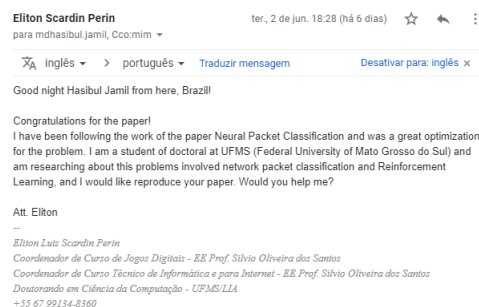 Eliton Scardin Perin
ter., 2 de jun. 18:28 (há 6 dias)
para mdhasibul.jamil, Cco:mim
inglês > português Traduzir mensagem Desativar para: inglês ×
Good night Hasibul Jamil from here, Brazil!
Congratulations for the paper!
I have been following the work of the paper Neural Packet Classification and was a great optimization
for the problem. I am a student of doctoral at UFMS (Federal University of Mato Grosso do Sul) and
am researching about this problems involved network packet classification and Reinforcement
Learning, and I would like reproduce your paper. Would you help me?
Att. Eliton
--
Eliton Luiz Scardin Perin
Coordenador de Curso de Jogos Digitais - EE Prof. Silvio Oliveira dos Santos
Coordenador de Curso Técnico de Informática e para Internet - EE Prof. Silvio Oliveira dos Santos
Doutorando em Ciência da Computação - UFMS/LIA
+55 67 99134-8360